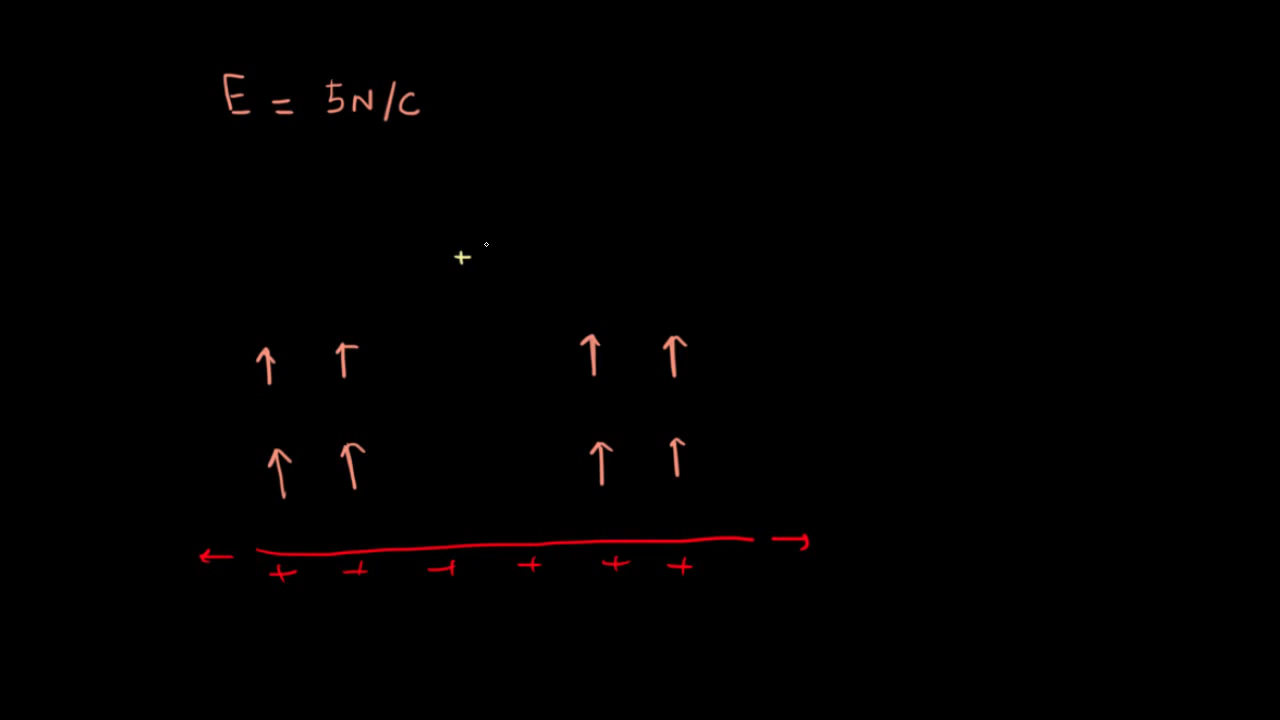 E = 5N/C
+
+ + + + + +